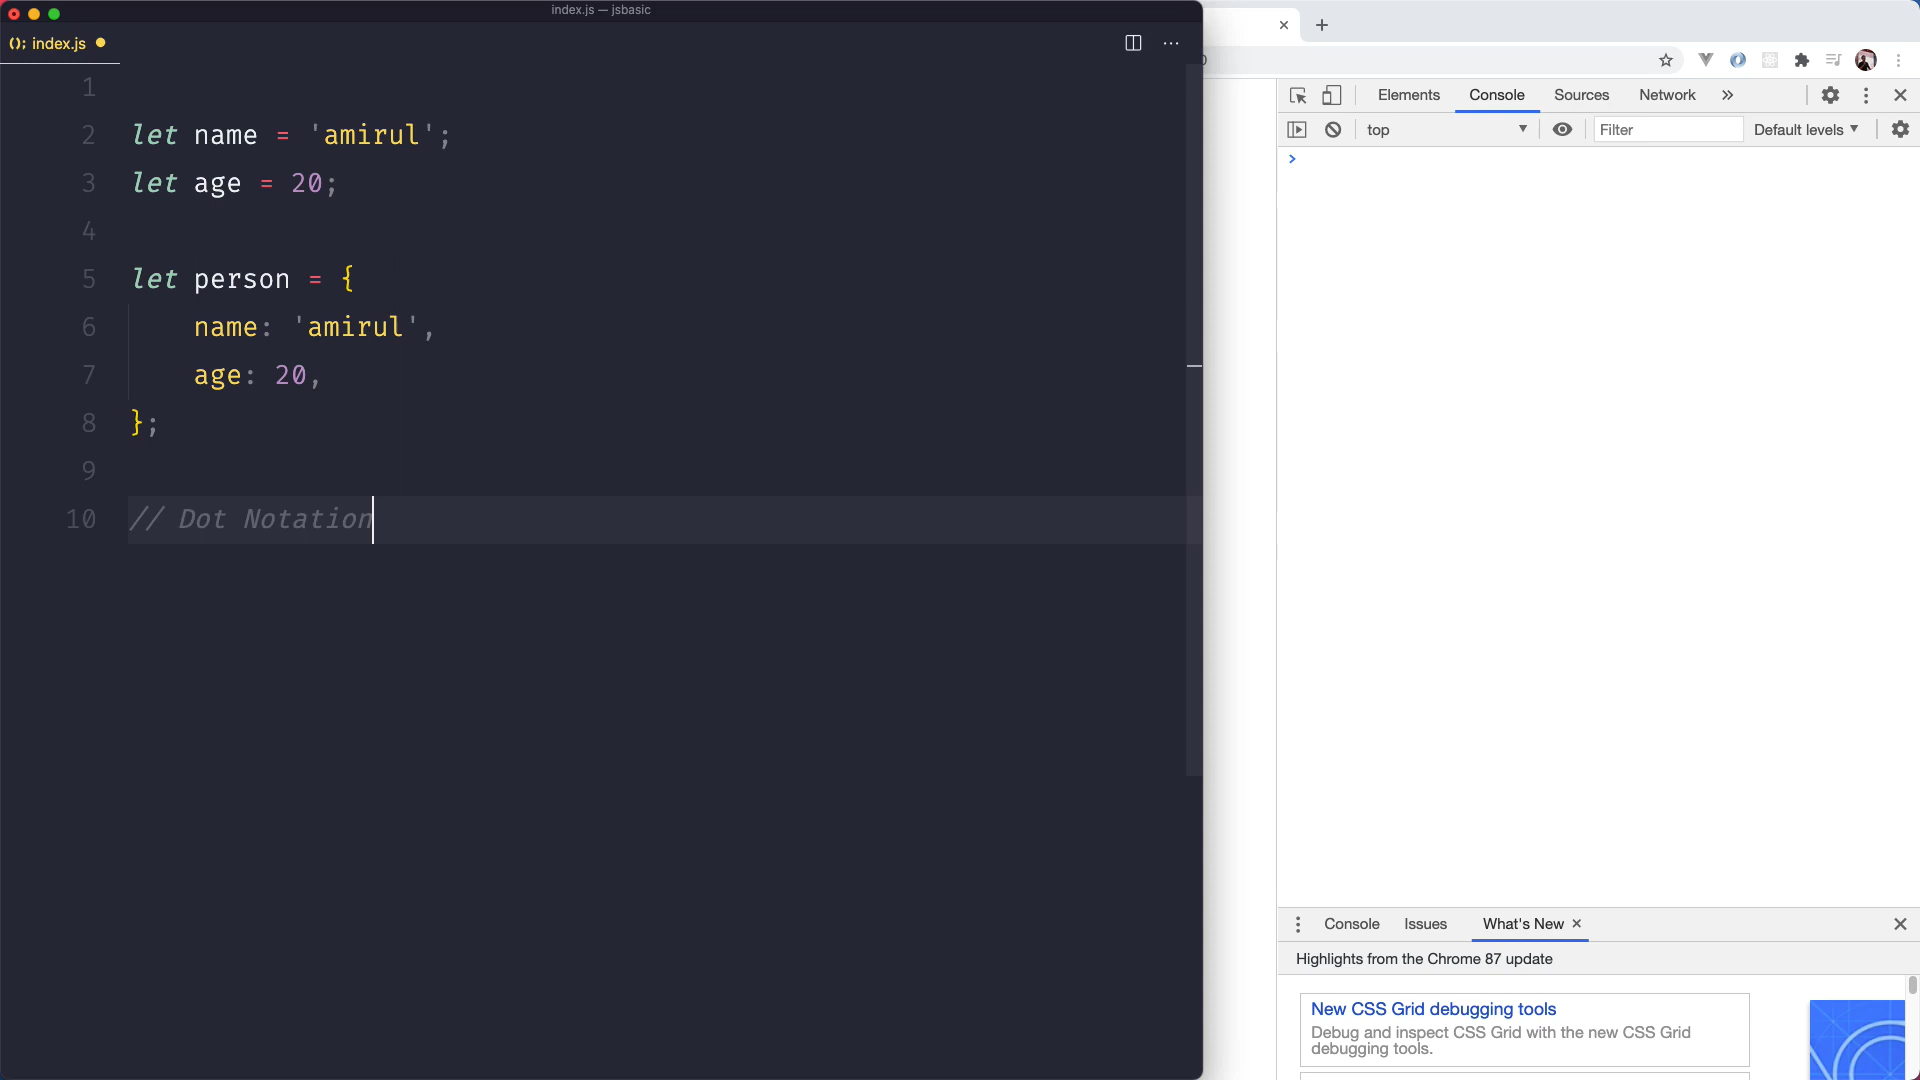 index.js — jsbasic
(); index.js
1
2 let name = 'amirul';
3 let age = 20;
4
5 let person = {
6 name: 'amirul',
7 age: 20,
8 };
9
10 // Dot Notation
Elements Console Sources Network »
top Filter Default levels
>
Console Issues What's New
Highlights from the Chrome 87 update
New CSS Grid debugging tools
Debug and inspect CSS Grid with the new CSS Grid
debugging tools.